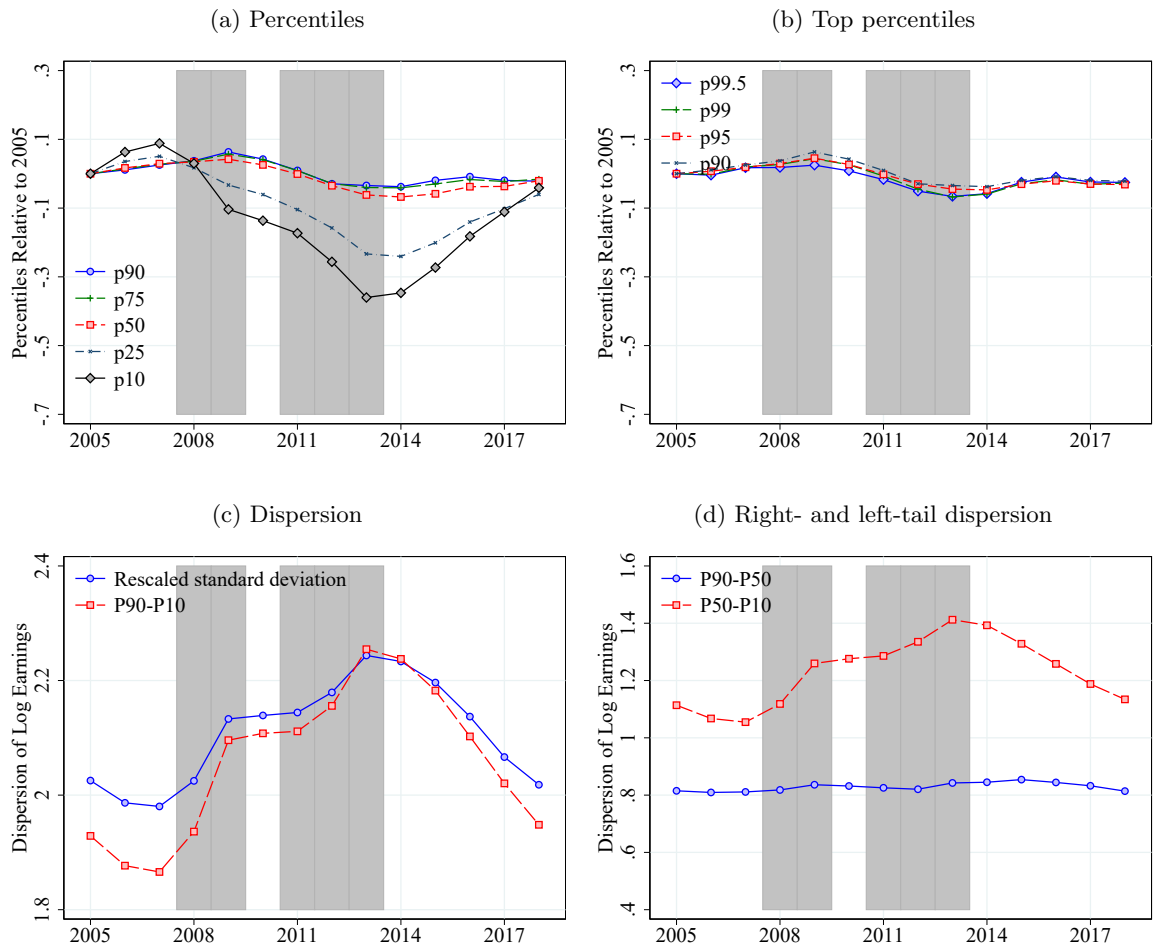 (a) Percentiles
Percentiles Relative to 2005
.3
.1
-.1
-.3
-.5
-.7
p90
p75
p50
p25
p10
2005 2008 2011 2014 2017
(b) Top percentiles
Percentiles Relative to 2005
.3
.1
-.1
-.3
-.5
-.7
p99.5
p99
p95
p90
2005 2008 2011 2014 2017
(c) Dispersion
Dispersion of Log Earnings
2.4
2.2
2
1.8
Rescaled standard deviation
P90-P10
2005 2008 2011 2014 2017
(d) Right- and left-tail dispersion
Dispersion of Log Earnings
1.6
1.4
1.2
1
.8
.6
.4
P90-P50
P50-P10
2005 2008 2011 2014 2017